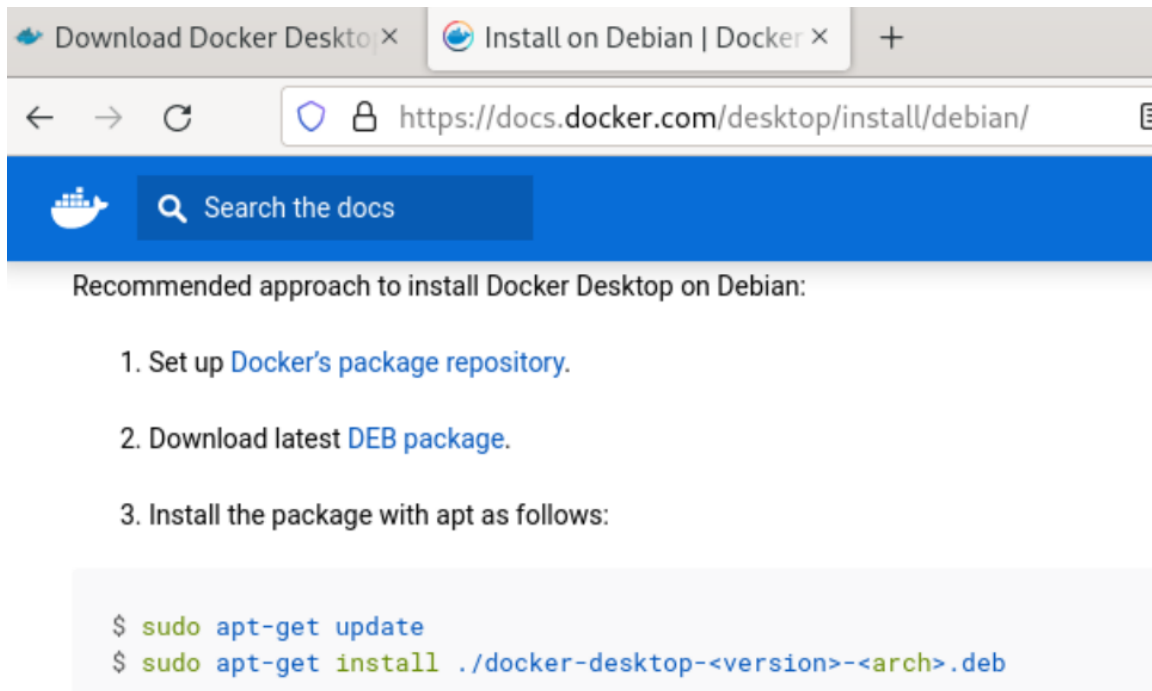 Download Docker Deskto
Install on Debian | Docker
https://docs.docker.com/desktop/install/debian/
Search the docs
Recommended approach to install Docker Desktop on Debian:
1. Set up Docker's package repository.
2. Download latest DEB package.
3. Install the package with apt as follows:
$ sudo apt-get update
$ sudo apt-get install ./docker-desktop-<version>-<arch>.deb